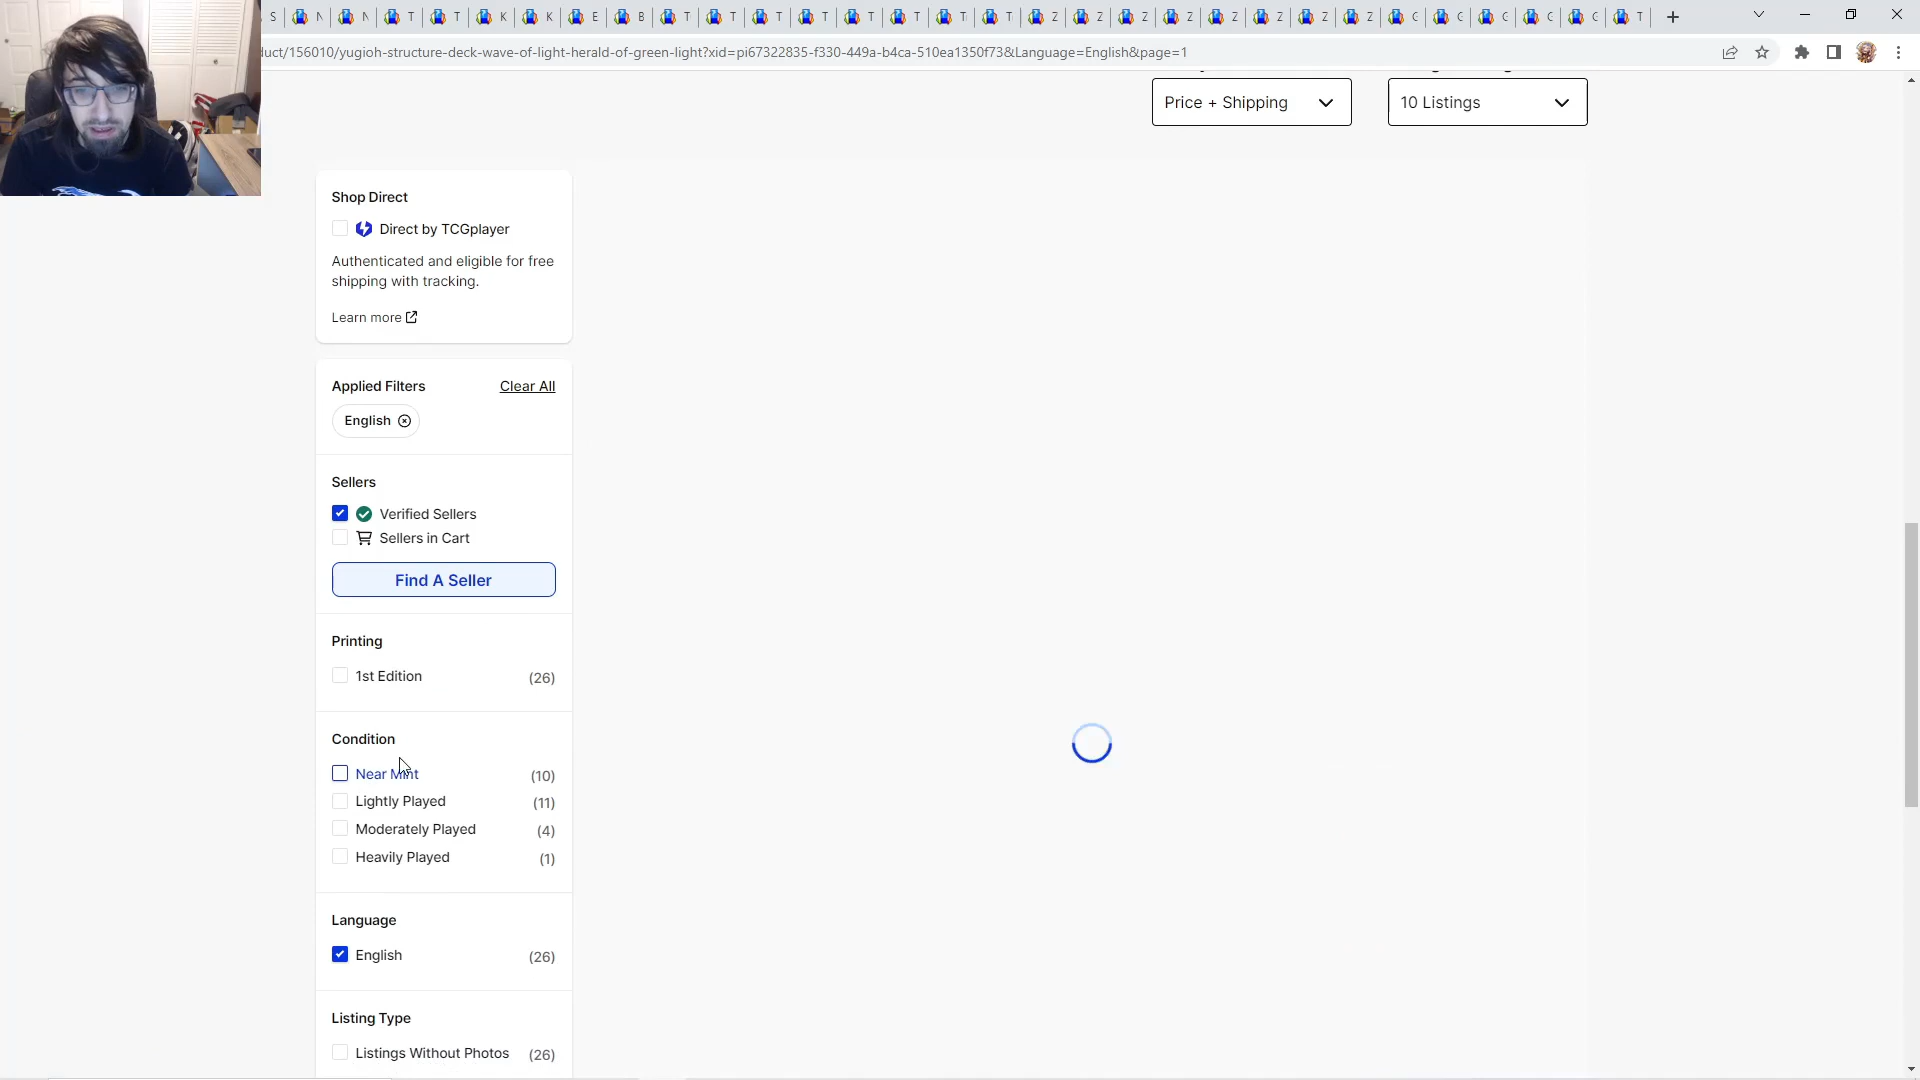 S N N T T K K E B T T T T T T T T Z Z Z Z Z Z Z Z C C C C C T
duct/156010/yugioh-structure-deck-wave-of-light-herald-of-green-light?xid=pi67322835-f330-449a-b4ca-510ea1350f73&Language=English&page=1
Price + Shipping 10 Listings
Shop Direct
Direct by TCGplayer
Authenticated and eligible for free
shipping with tracking.
Learn more
Applied Filters Clear All
English
Sellers
Verified Sellers
Sellers in Cart
Find A Seller
Printing
1st Edition (26)
Condition
Near Mint (10)
Lightly Played (11)
Moderately Played (4)
Heavily Played (1)
Language
English (26)
Listing Type
Listings Without Photos (26)